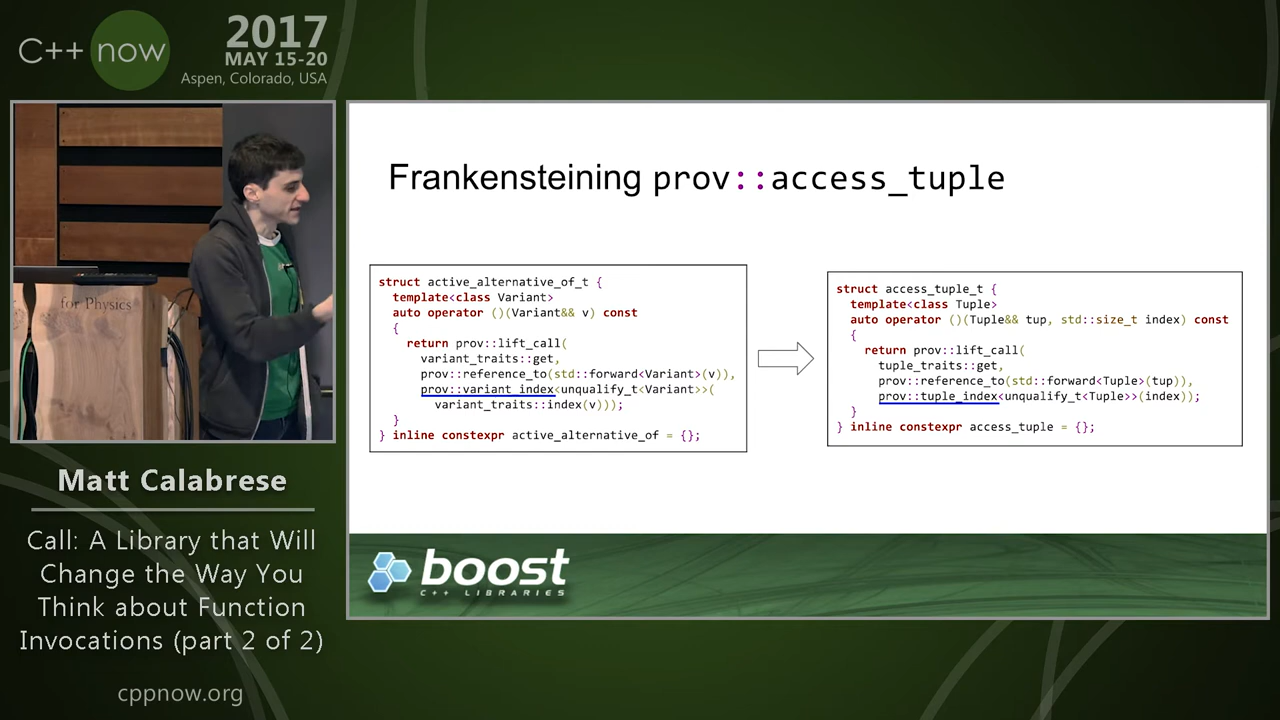 C++ now
2017
MAY 15-20
Aspen, Colorado, USA
for Physics
Matt Calabrese
Call: A Library that Will
Change the Way You
Think about Function
Invocations (part 2 of 2)
cppnow.org
Frankensteining prov::access_tuple
struct active_alternative_of_t {
template<class Variant>
auto operator ()(Variant&& v) const
{
return prov::lift_call(
variant_traits::get,
prov::reference_to(std::forward<Variant>(v)),
prov::variant_index<unqualify_t<Variant>>(
variant_traits::index(v)));
}
} inline constexpr active_alternative_of = {};
struct access_tuple_t {
template<class Tuple>
auto operator ()(Tuple&& tup, std::size_t index) const
{
return prov::lift_call(
tuple_traits::get,
prov::reference_to(std::forward<Tuple>(tup)),
prov::tuple_index<unqualify_t<Tuple>>(index));
}
} inline constexpr access_tuple = {};
boost
C++ LIBRARIES